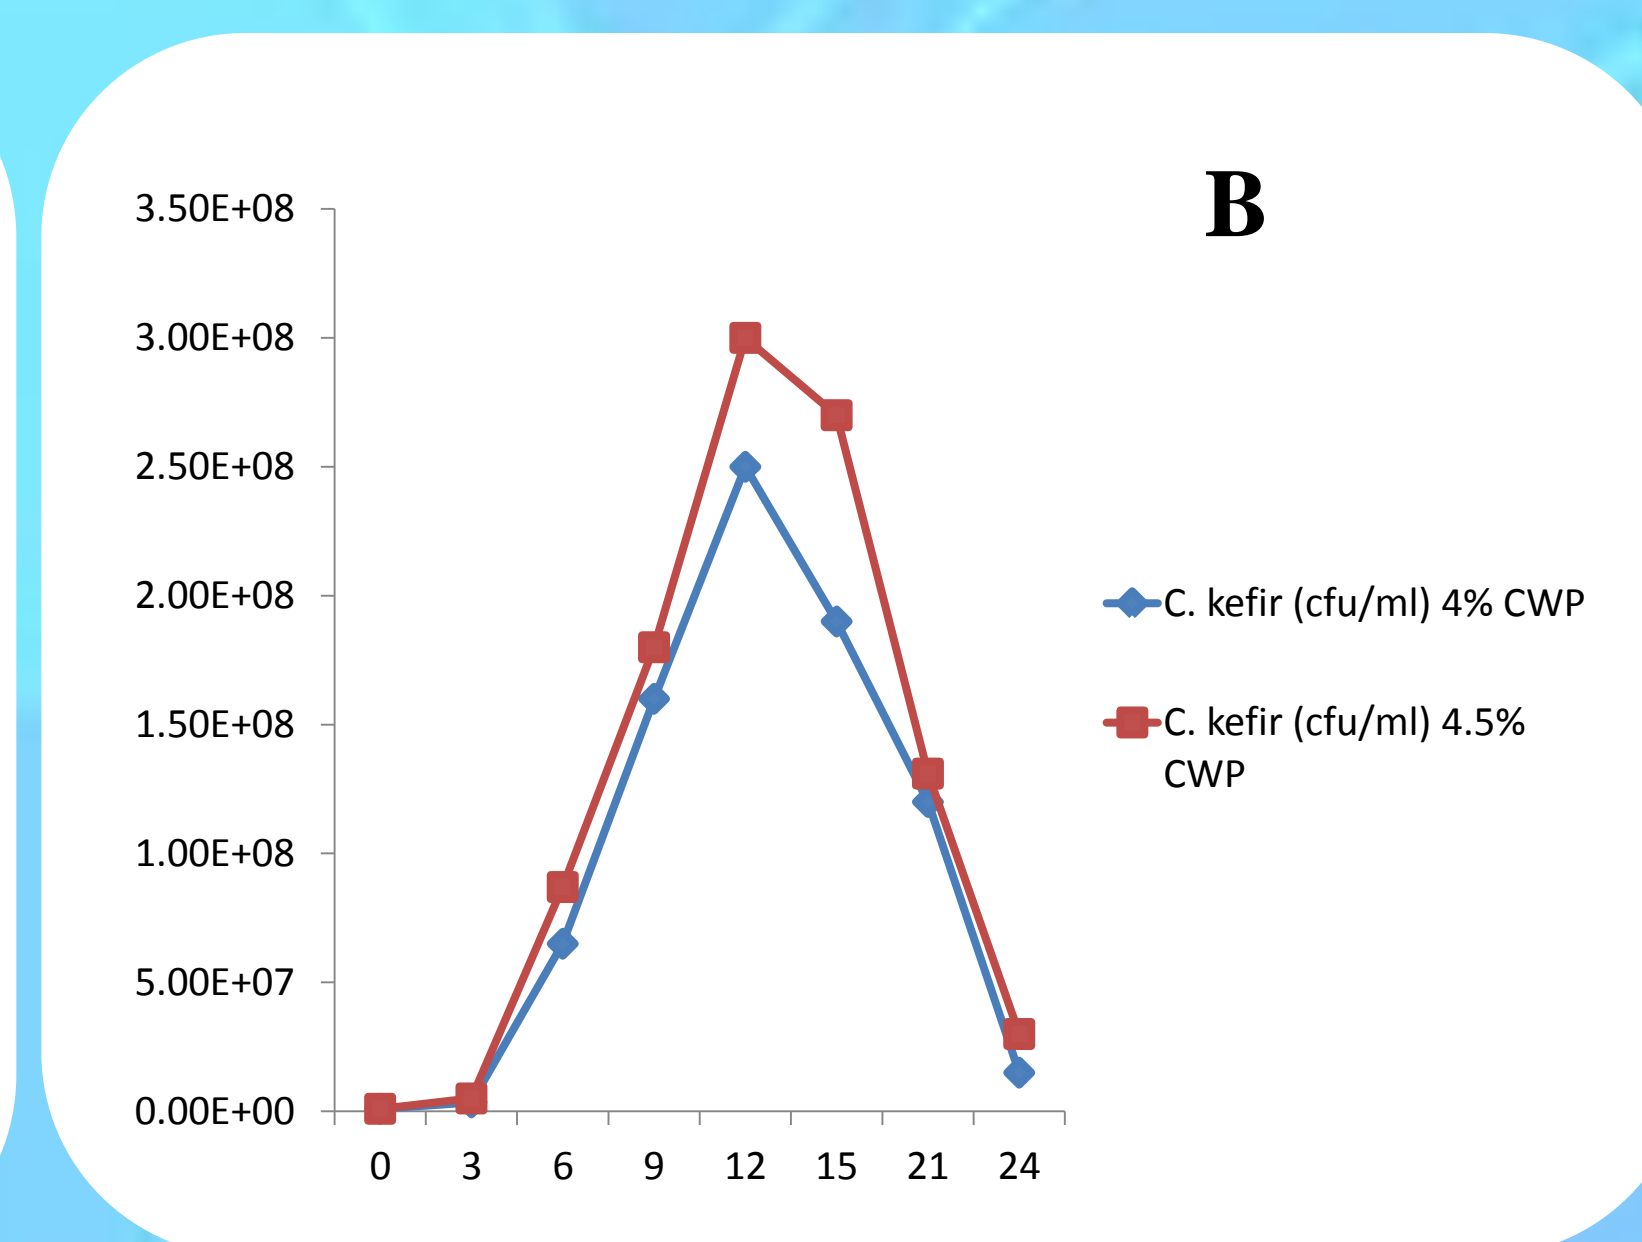 B
3.50E+08
3.00E+08
2.50E+08
2.00E+08
1.50E+08
1.00E+08
5.00E+07
0.00E+00
0 3 6 9 12 15 21 24
C. kefir (cfu/ml) 4% CWP
C. kefir (cfu/ml) 4.5%
CWP